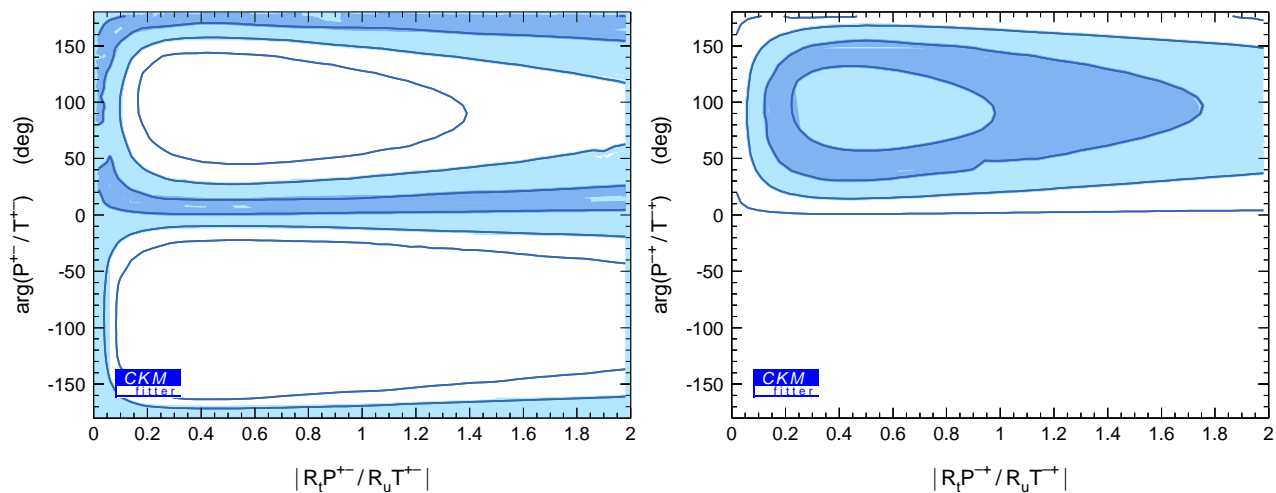 150
100
50
0
-50
-100
-150
0 0.2 0.4 0.6 0.8 1 1.2 1.4 1.6 1.8 2
arg(P⁺⁻ / T⁺⁻) (deg)
| RₜP⁺⁻ / RᵤT⁺⁻ |
CKM
fitter
150
100
50
0
-50
-100
-150
0 0.2 0.4 0.6 0.8 1 1.2 1.4 1.6 1.8 2
arg(P⁻⁺ / T⁻⁺) (deg)
| RₜP⁻⁺ / RᵤT⁻⁺ |
CKM
fitter